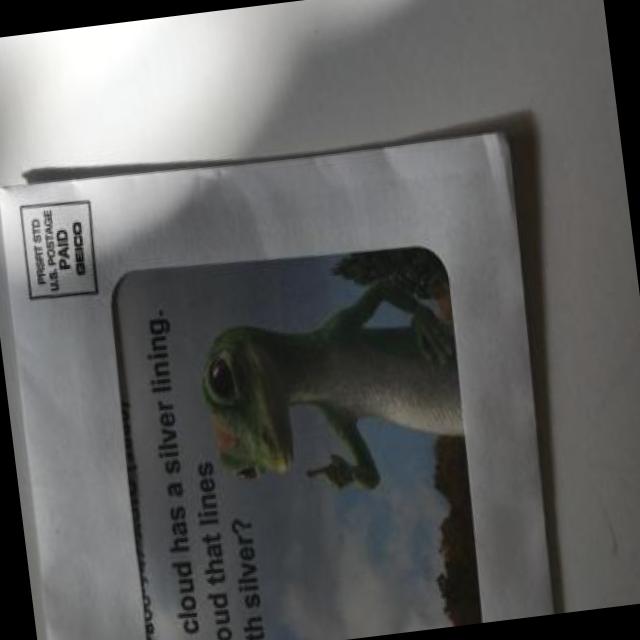 PRSRT STD
U.S. POSTAGE
PAID
GEICO
cloud has a silver lining.
oud that lines
th silver?